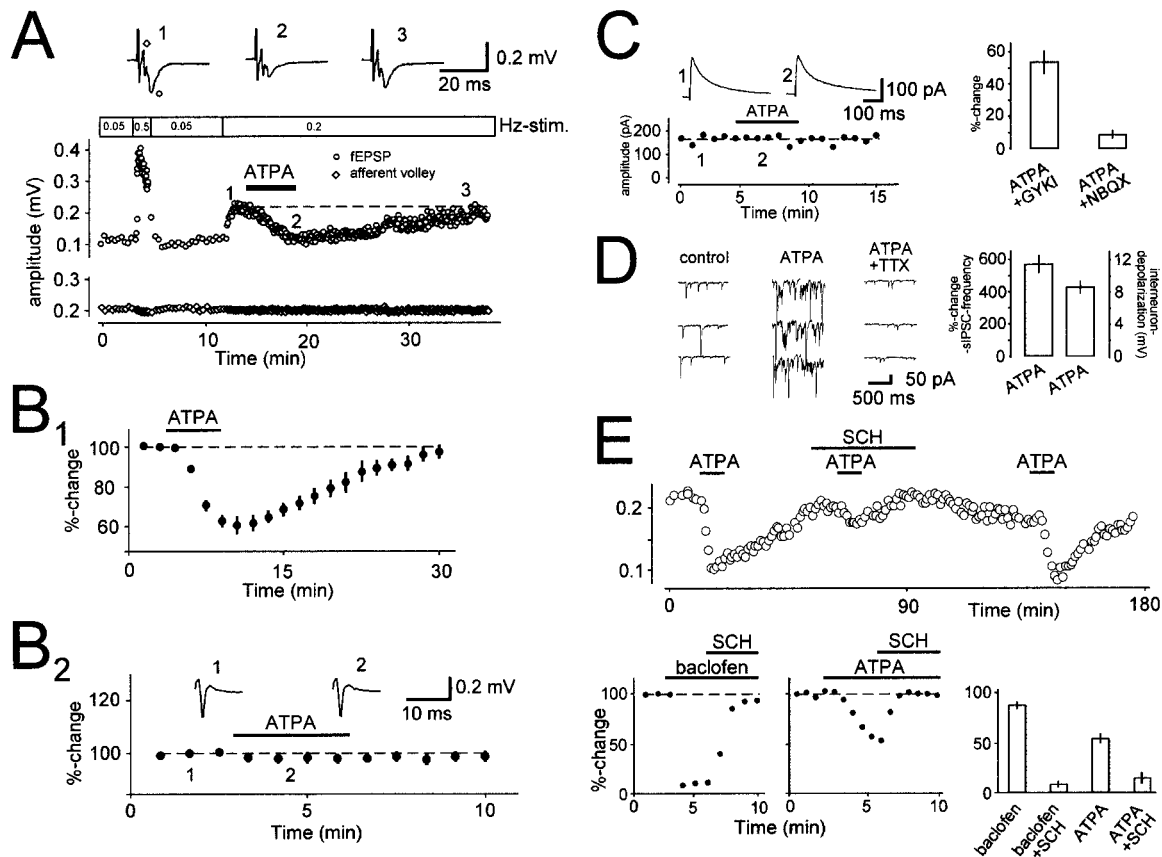 A
1 2 3
0.2 mV
20 ms
0.05 0.5 0.05 0.2 Hz-stim.
0.4
0.3
0.2
0.1
0.3
0.2
amplitude (mV)
fEPSP
afferent volley
ATPA
1 2 3
0 10 20 30
Time (min)
B1
ATPA
100
80
60
%-change
15 30
Time (min)
B2
1 2
0.2 mV
10 ms
ATPA
120
100
%-change
1 2
0 5 10
Time (min)
C
1 2
100 pA
100 ms
ATPA
200
100
0
amplitude (pA)
1 2
0 5 10 15
Time (min)
60
40
20
0
%-change
ATPA +GYKI
ATPA +NBQX
D
control ATPA ATPA +TTX
50 pA
500 ms
600
400
200
0
%-change -sIPSC-frequency
12
8
4
0
interneuron- depolarization (mV)
ATPA ATPA
E
SCH
ATPA ATPA ATPA
0.2
0.1
0 90 180
Time (min)
SCH
baclofen
100
50
0
%-change
0 5 10
Time (min)
SCH
ATPA
0 5 10
Time (min)
100
50
0
baclofen
baclofen +SCH
ATPA
ATPA +SCH